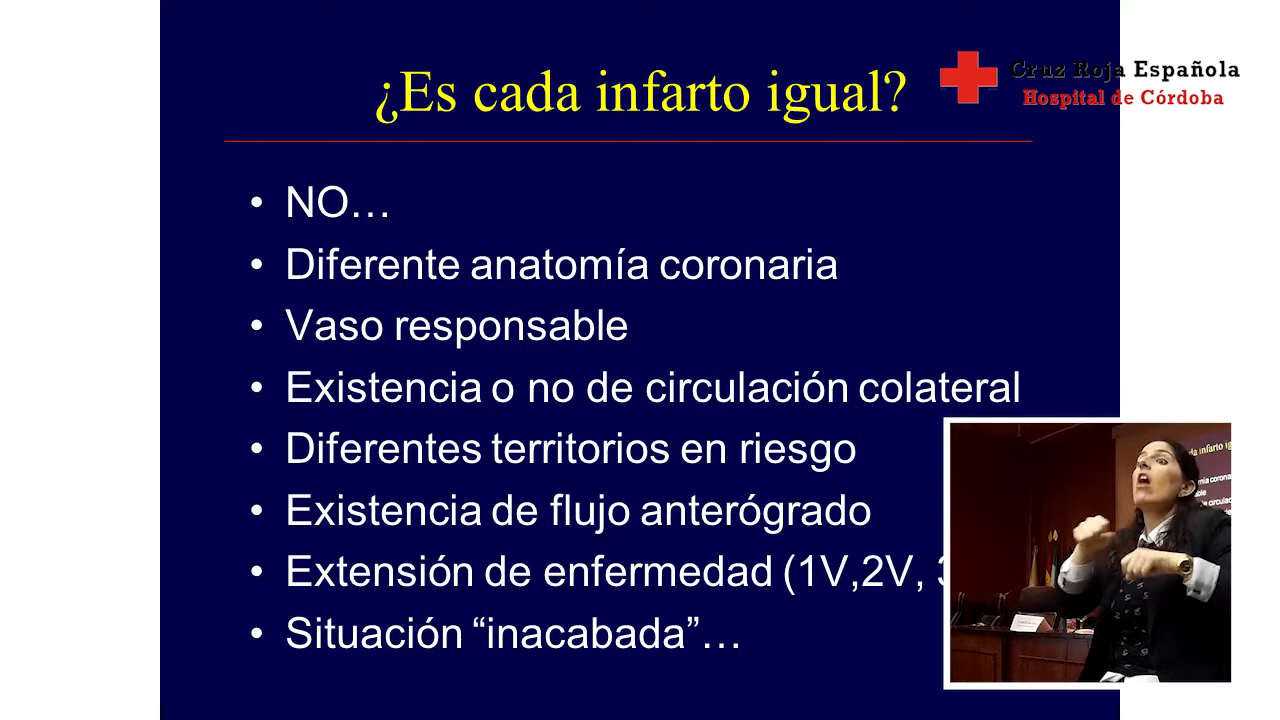 ¿Es cada infarto igual?
Cruz Roja Española
Hospital de Córdoba
• NO…
• Diferente anatomía coronaria
• Vaso responsable
• Existencia o no de circulación colateral
• Diferentes territorios en riesgo
• Existencia de flujo anterógrado
• Extensión de enfermedad (1V,2V,
• Situación “inacabada”…